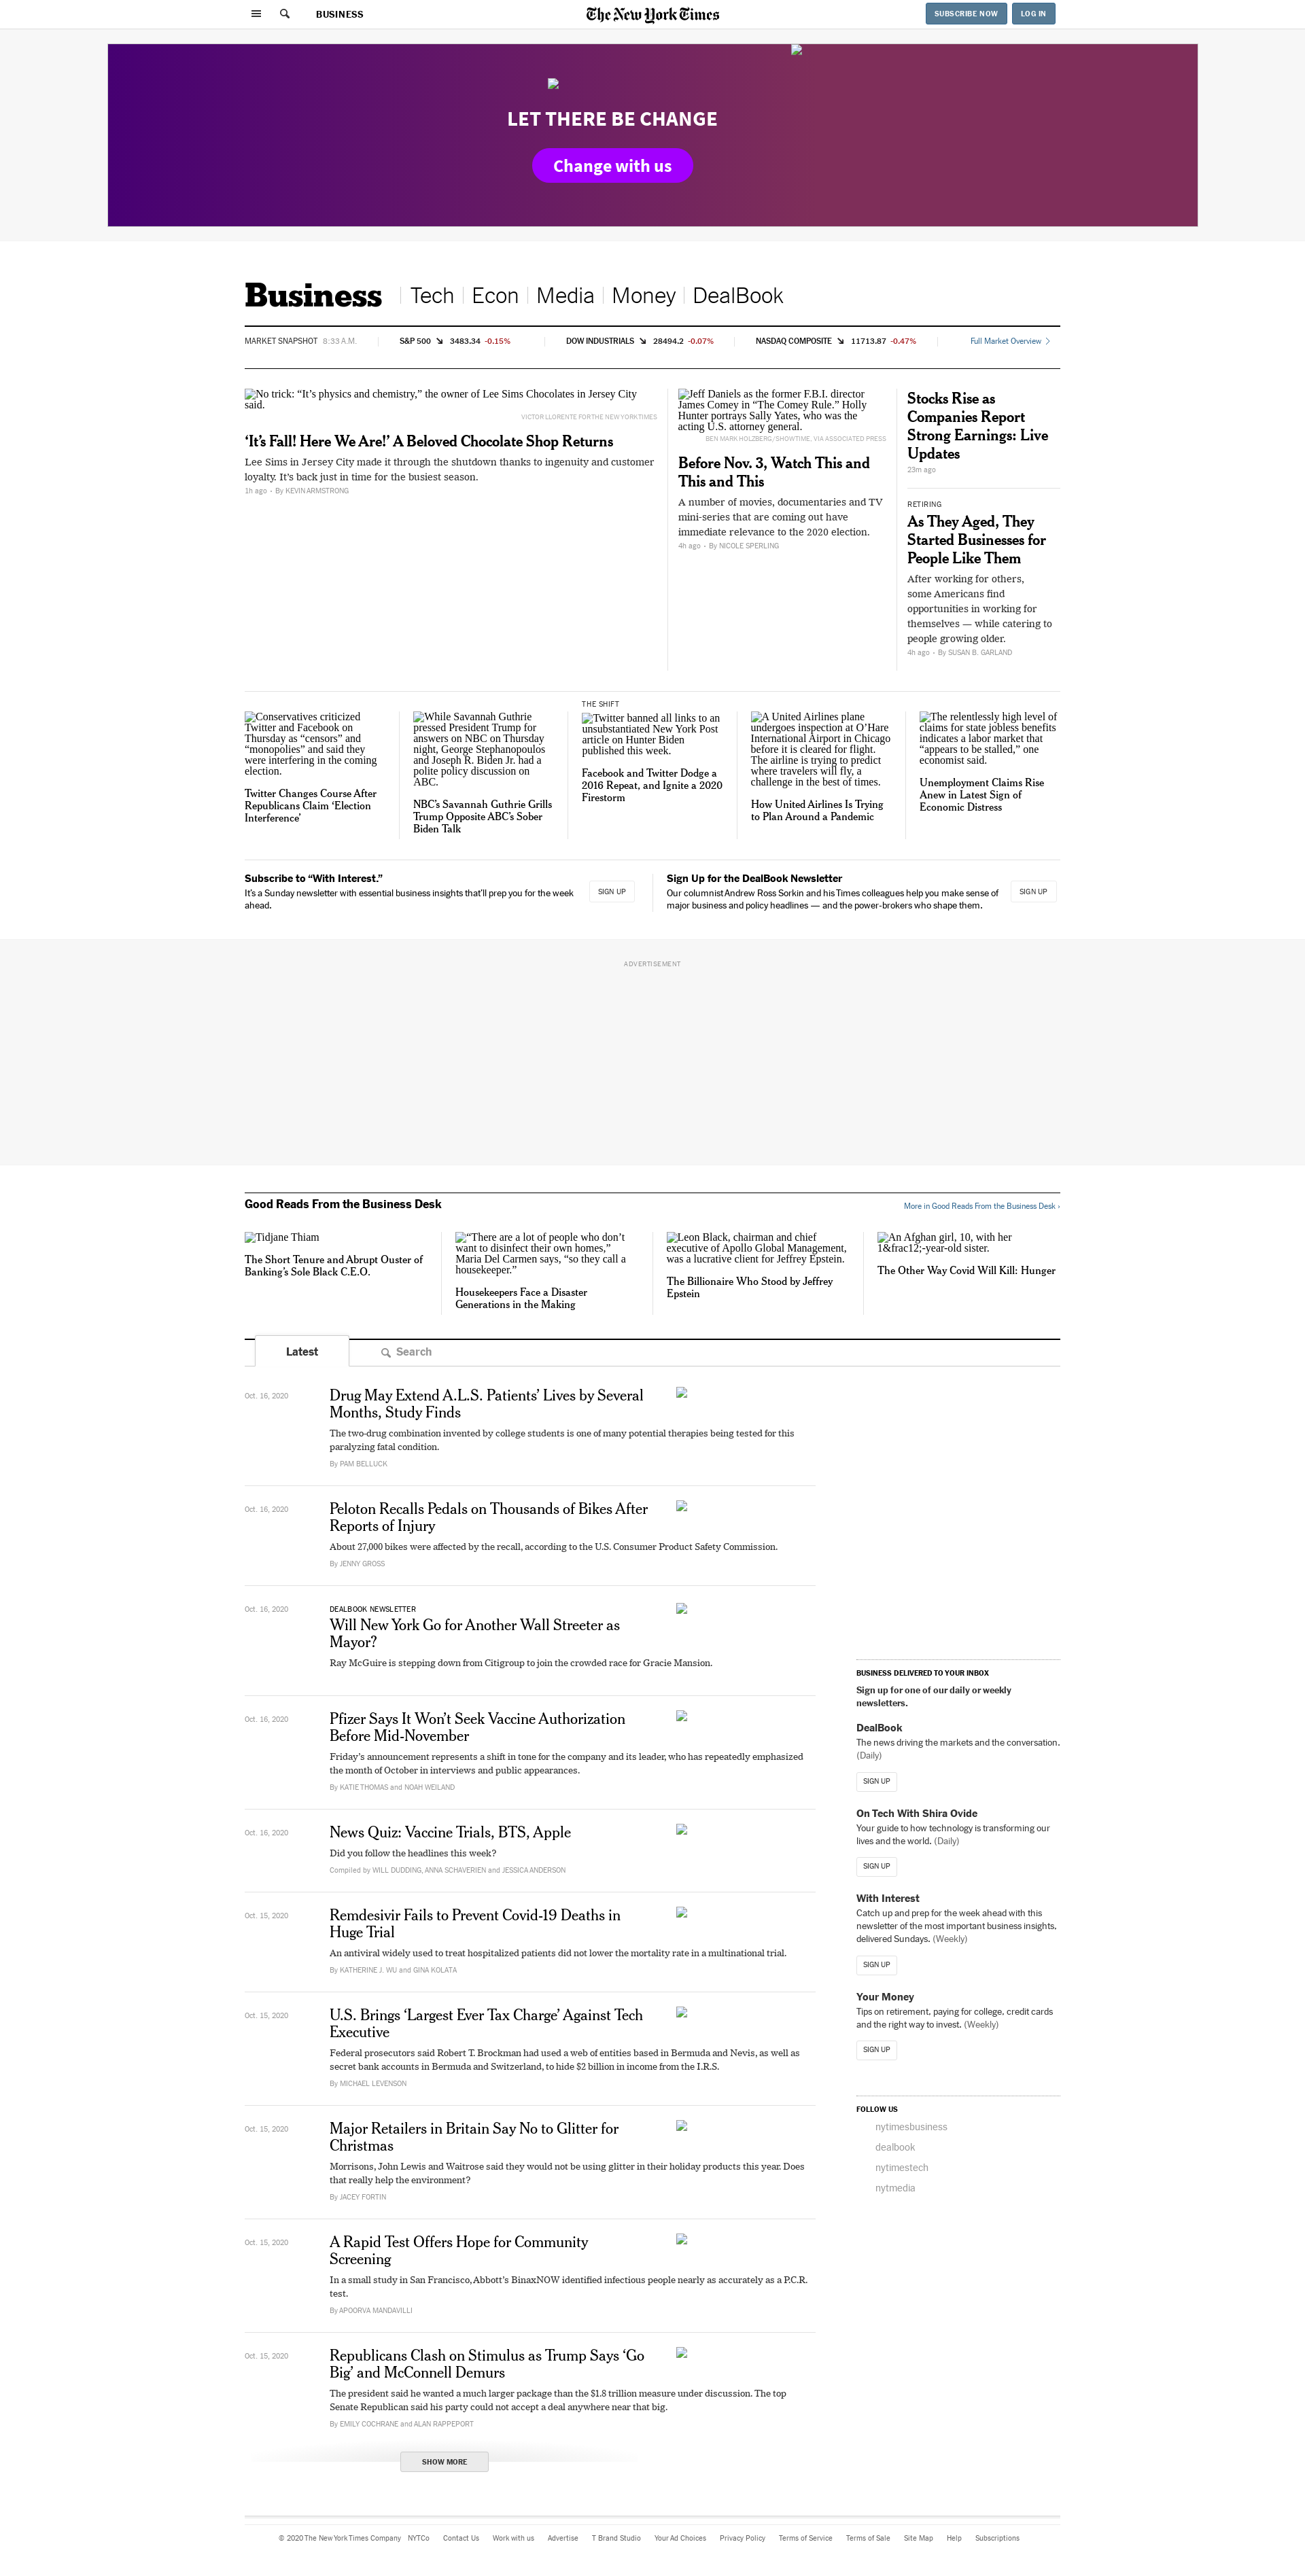 BUSINESS
The New York Times
SUBSCRIBE NOW
LOG IN
LET THERE BE CHANGE
Change with us
Business
Tech
Econ
Media
Money
DealBook
MARKET SNAPSHOT 8:33 A.M.
S&P 500 3483.34 -0.15%
DOW INDUSTRIALS 28494.2 -0.07%
NASDAQ COMPOSITE 11713.87 -0.47%
Full Market Overview
No trick: “It’s physics and chemistry,” the owner of Lee Sims Chocolates in Jersey City
said.
VICTOR LLORENTE FOR THE NEW YORK TIMES
‘It’s Fall! Here We Are!’ A Beloved Chocolate Shop Returns
Lee Sims in Jersey City made it through the shutdown thanks to ingenuity and customer
loyalty. It’s back just in time for the busiest season.
1h ago - By KEVIN ARMSTRONG
Jeff Daniels as the former F.B.I. director
James Comey in “The Comey Rule.” Holly
Hunter portrays Sally Yates, who was the
acting U.S. attorney general.
BEN MARK HOLZBERG/SHOWTIME, VIA ASSOCIATED PRESS
Before Nov. 3, Watch This and
This and This
A number of movies, documentaries and TV
mini-series that are coming out have
immediate relevance to the 2020 election.
4h ago - By NICOLE SPERLING
Stocks Rise as
Companies Report
Strong Earnings: Live
Updates
23m ago
RETIRING
As They Aged, They
Started Businesses for
People Like Them
After working for others,
some Americans find
opportunities in working for
themselves — while catering to
people growing older.
4h ago - By SUSAN B. GARLAND
Conservatives criticized
Twitter and Facebook on
Thursday as “censors” and
“monopolies” and said they
were interfering in the coming
election.
Twitter Changes Course After
Republicans Claim ‘Election
Interference’
While Savannah Guthrie
pressed President Trump for
answers on NBC on Thursday
night, George Stephanopoulos
and Joseph R. Biden Jr. had a
polite policy discussion on
ABC.
NBC’s Savannah Guthrie Grills
Trump Opposite ABC’s Sober
Biden Talk
THE SHIFT
Twitter banned all links to an
unsubstantiated New York Post
article on Hunter Biden
published this week.
Facebook and Twitter Dodge a
2016 Repeat, and Ignite a 2020
Firestorm
A United Airlines plane
undergoes inspection at O’Hare
International Airport in Chicago
before it is cleared for flight.
The airline is trying to predict
where travelers will fly, a
challenge in the best of times.
How United Airlines Is Trying
to Plan Around a Pandemic
The relentlessly high level of
claims for state jobless benefits
indicates a labor market that
“appears to be stalled,” one
economist said.
Unemployment Claims Rise
Anew in Latest Sign of
Economic Distress
Subscribe to “With Interest.”
It’s a Sunday newsletter with essential business insights that’ll prep you for the week
ahead.
SIGN UP
Sign Up for the DealBook Newsletter
Our columnist Andrew Ross Sorkin and his Times colleagues help you make sense of
major business and policy headlines — and the power-brokers who shape them.
SIGN UP
ADVERTISEMENT
Good Reads From the Business Desk
More in Good Reads From the Business Desk ›
Tidjane Thiam
The Short Tenure and Abrupt Ouster of
Banking’s Sole Black C.E.O.
“There are a lot of people who don’t
want to disinfect their own homes,”
Maria Del Carmen says, “so they call a
housekeeper.”
Housekeepers Face a Disaster
Generations in the Making
Leon Black, chairman and chief
executive of Apollo Global Management,
was a lucrative client for Jeffrey Epstein.
The Billionaire Who Stood by Jeffrey
Epstein
An Afghan girl, 10, with her
1&frac12;-year-old sister.
The Other Way Covid Will Kill: Hunger
Latest
Search
Oct. 16, 2020
Drug May Extend A.L.S. Patients’ Lives by Several
Months, Study Finds
The two-drug combination invented by college students is one of many potential therapies being tested for this
paralyzing fatal condition.
By PAM BELLUCK
Oct. 16, 2020
Peloton Recalls Pedals on Thousands of Bikes After
Reports of Injury
About 27,000 bikes were affected by the recall, according to the U.S. Consumer Product Safety Commission.
By JENNY GROSS
Oct. 16, 2020
DEALBOOK NEWSLETTER
Will New York Go for Another Wall Streeter as
Mayor?
Ray McGuire is stepping down from Citigroup to join the crowded race for Gracie Mansion.
Oct. 16, 2020
Pfizer Says It Won’t Seek Vaccine Authorization
Before Mid-November
Friday’s announcement represents a shift in tone for the company and its leader, who has repeatedly emphasized
the month of October in interviews and public appearances.
By KATIE THOMAS and NOAH WEILAND
Oct. 16, 2020
News Quiz: Vaccine Trials, BTS, Apple
Did you follow the headlines this week?
Compiled by WILL DUDDING, ANNA SCHAVERIEN and JESSICA ANDERSON
Oct. 15, 2020
Remdesivir Fails to Prevent Covid-19 Deaths in
Huge Trial
An antiviral widely used to treat hospitalized patients did not lower the mortality rate in a multinational trial.
By KATHERINE J. WU and GINA KOLATA
Oct. 15, 2020
U.S. Brings ‘Largest Ever Tax Charge’ Against Tech
Executive
Federal prosecutors said Robert T. Brockman had used a web of entities based in Bermuda and Nevis, as well as
secret bank accounts in Bermuda and Switzerland, to hide $2 billion in income from the I.R.S.
By MICHAEL LEVENSON
Oct. 15, 2020
Major Retailers in Britain Say No to Glitter for
Christmas
Morrisons, John Lewis and Waitrose said they would not be using glitter in their holiday products this year. Does
that really help the environment?
By JACEY FORTIN
Oct. 15, 2020
A Rapid Test Offers Hope for Community
Screening
In a small study in San Francisco, Abbott’s BinaxNOW identified infectious people nearly as accurately as a P.C.R.
test.
By APOORVA MANDAVILLI
Oct. 15, 2020
Republicans Clash on Stimulus as Trump Says ‘Go
Big’ and McConnell Demurs
The president said he wanted a much larger package than the $1.8 trillion measure under discussion. The top
Senate Republican said his party could not accept a deal anywhere near that big.
By EMILY COCHRANE and ALAN RAPPEPORT
SHOW MORE
BUSINESS DELIVERED TO YOUR INBOX
Sign up for one of our daily or weekly
newsletters.
DealBook
The news driving the markets and the conversation.
(Daily)
SIGN UP
On Tech With Shira Ovide
Your guide to how technology is transforming our
lives and the world. (Daily)
SIGN UP
With Interest
Catch up and prep for the week ahead with this
newsletter of the most important business insights,
delivered Sundays. (Weekly)
SIGN UP
Your Money
Tips on retirement, paying for college, credit cards
and the right way to invest. (Weekly)
SIGN UP
FOLLOW US
nytimesbusiness
dealbook
nytimestech
nytmedia
© 2020 The New York Times Company NYTCo Contact Us Work with us Advertise T Brand Studio Your Ad Choices Privacy Policy Terms of Service Terms of Sale Site Map Help Subscriptions